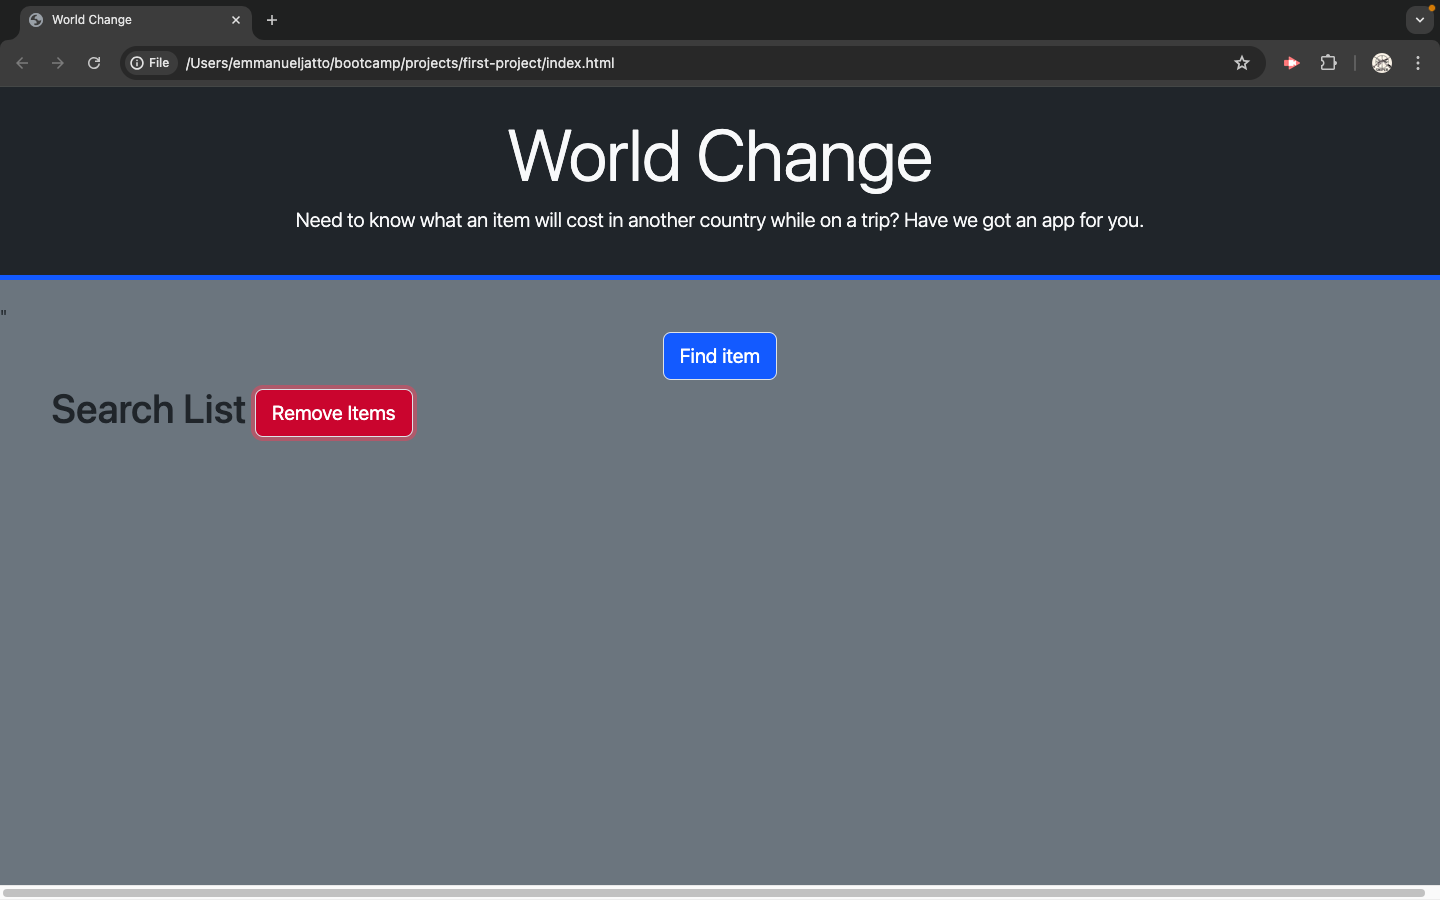 World Change
File /Users/emmanueljatto/bootcamp/projects/first-project/index.html
World Change
Need to know what an item will cost in another country while on a trip? Have we got an app for you.
"
Find item
Search List Remove Items